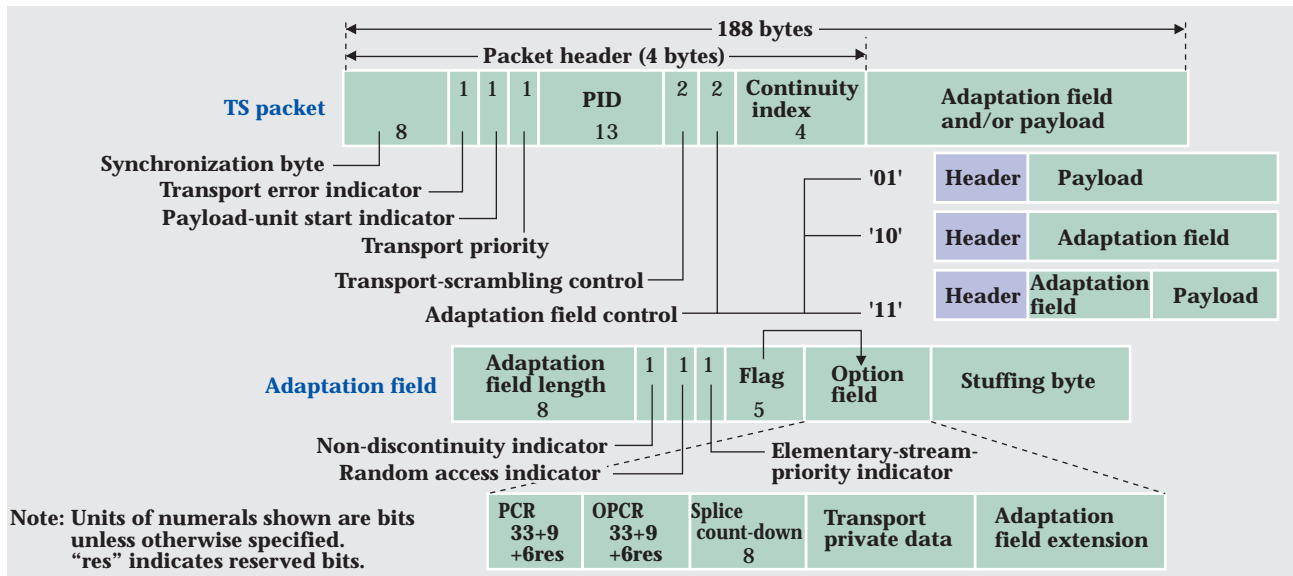 188 bytes
Packet header (4 bytes)
TS packet
8
1
1
1
PID
13
2
2
Continuity
index
4
Adaptation field
and/or payload
Synchronization byte
Transport error indicator
Payload-unit start indicator
Transport priority
Transport-scrambling control
Adaptation field control
'01'
Header
Payload
'10'
Header
Adaptation field
'11'
Header
Adaptation
field
Payload
Adaptation field
Adaptation
field length
8
1
1
1
Flag
5
Option
field
Stuffing byte
Non-discontinuity indicator
Random access indicator
Elementary-stream-
priority indicator
PCR
33+9
+6res
OPCR
33+9
+6res
Splice
count-down
8
Transport
private data
Adaptation
field extension
Note: Units of numerals shown are bits
unless otherwise specified.
“res” indicates reserved bits.